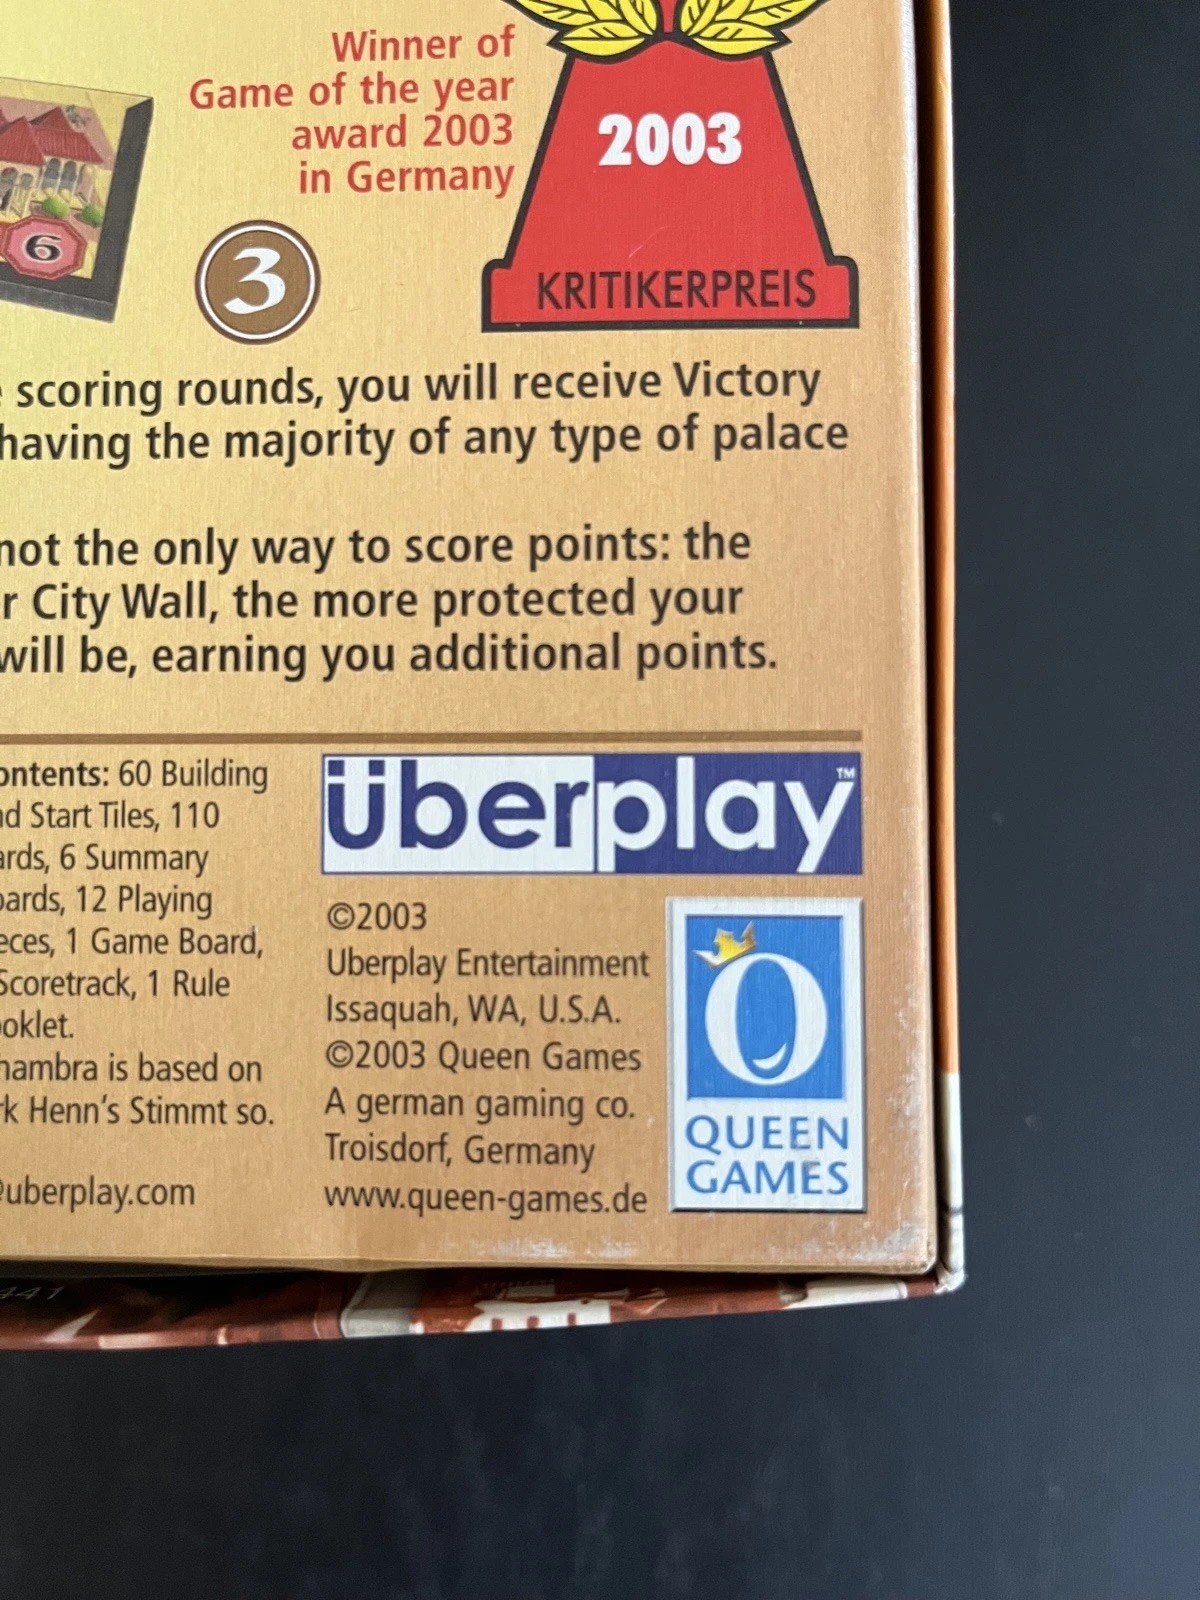 Winner of
Game of the year
award 2003
in Germany
2003
KRITIKERPREIS
6
3
scoring rounds, you will receive Victory
having the majority of any type of palace
not the only way to score points: the
r City Wall, the more protected your
will be, earning you additional points.
ontents: 60 Building
nd Start Tiles, 110
ards, 6 Summary
oards, 12 Playing
eces, 1 Game Board,
Scoretrack, 1 Rule
ooklet.
hambra is based on
rk Henn's Stimmt so.
@uberplay.com
überplay™
©2003
Uberplay Entertainment
Issaquah, WA, U.S.A.
©2003 Queen Games
A german gaming co.
Troisdorf, Germany
www.queen-games.de
Q
QUEEN
GAMES
441